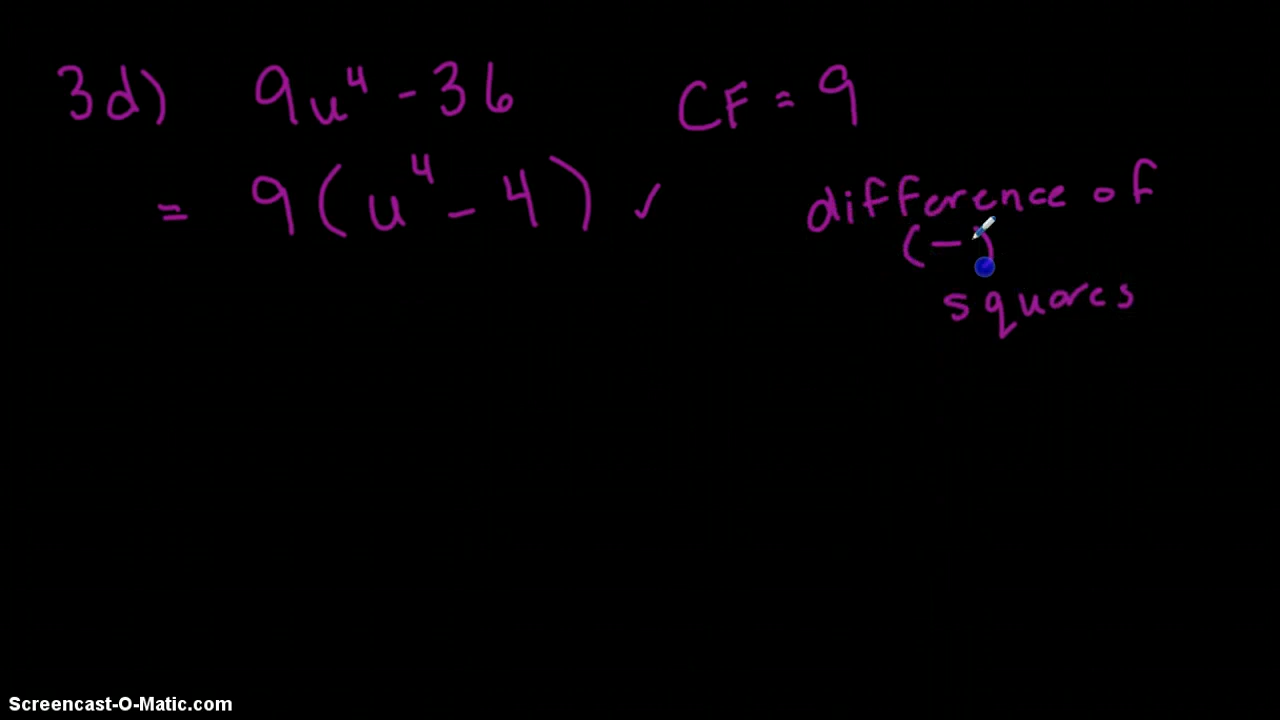 3d) 9u⁴ - 36 CF = 9
= 9(u⁴ - 4) ✓
difference of
(-)
squares
Screencast-O-Matic.com